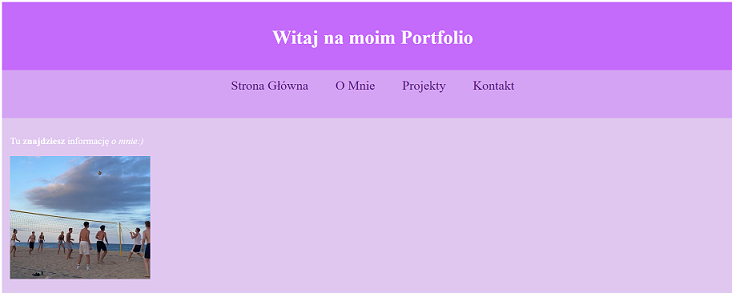 Witaj na moim Portfolio
Strona Główna O Mnie Projekty Kontakt
Tu znajdziesz informację o mnie:)